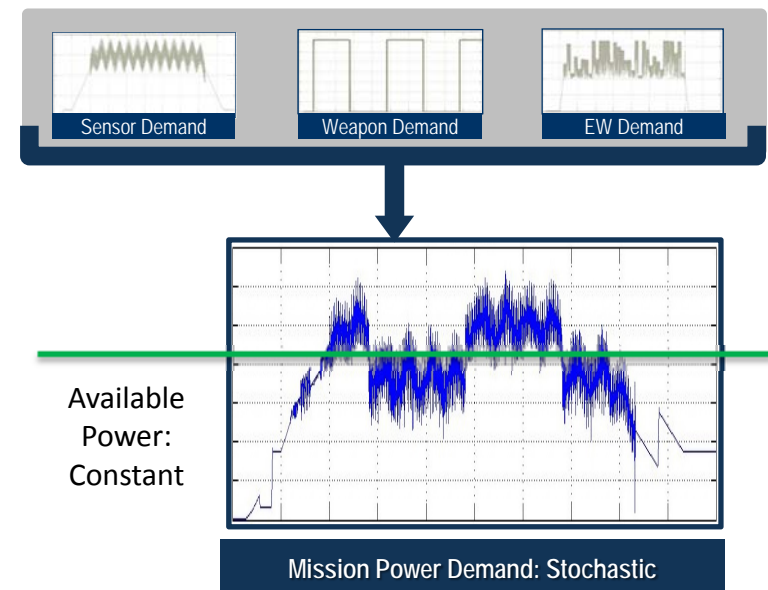 Sensor Demand
Weapon Demand
EW Demand
Available
Power:
Constant
Mission Power Demand: Stochastic